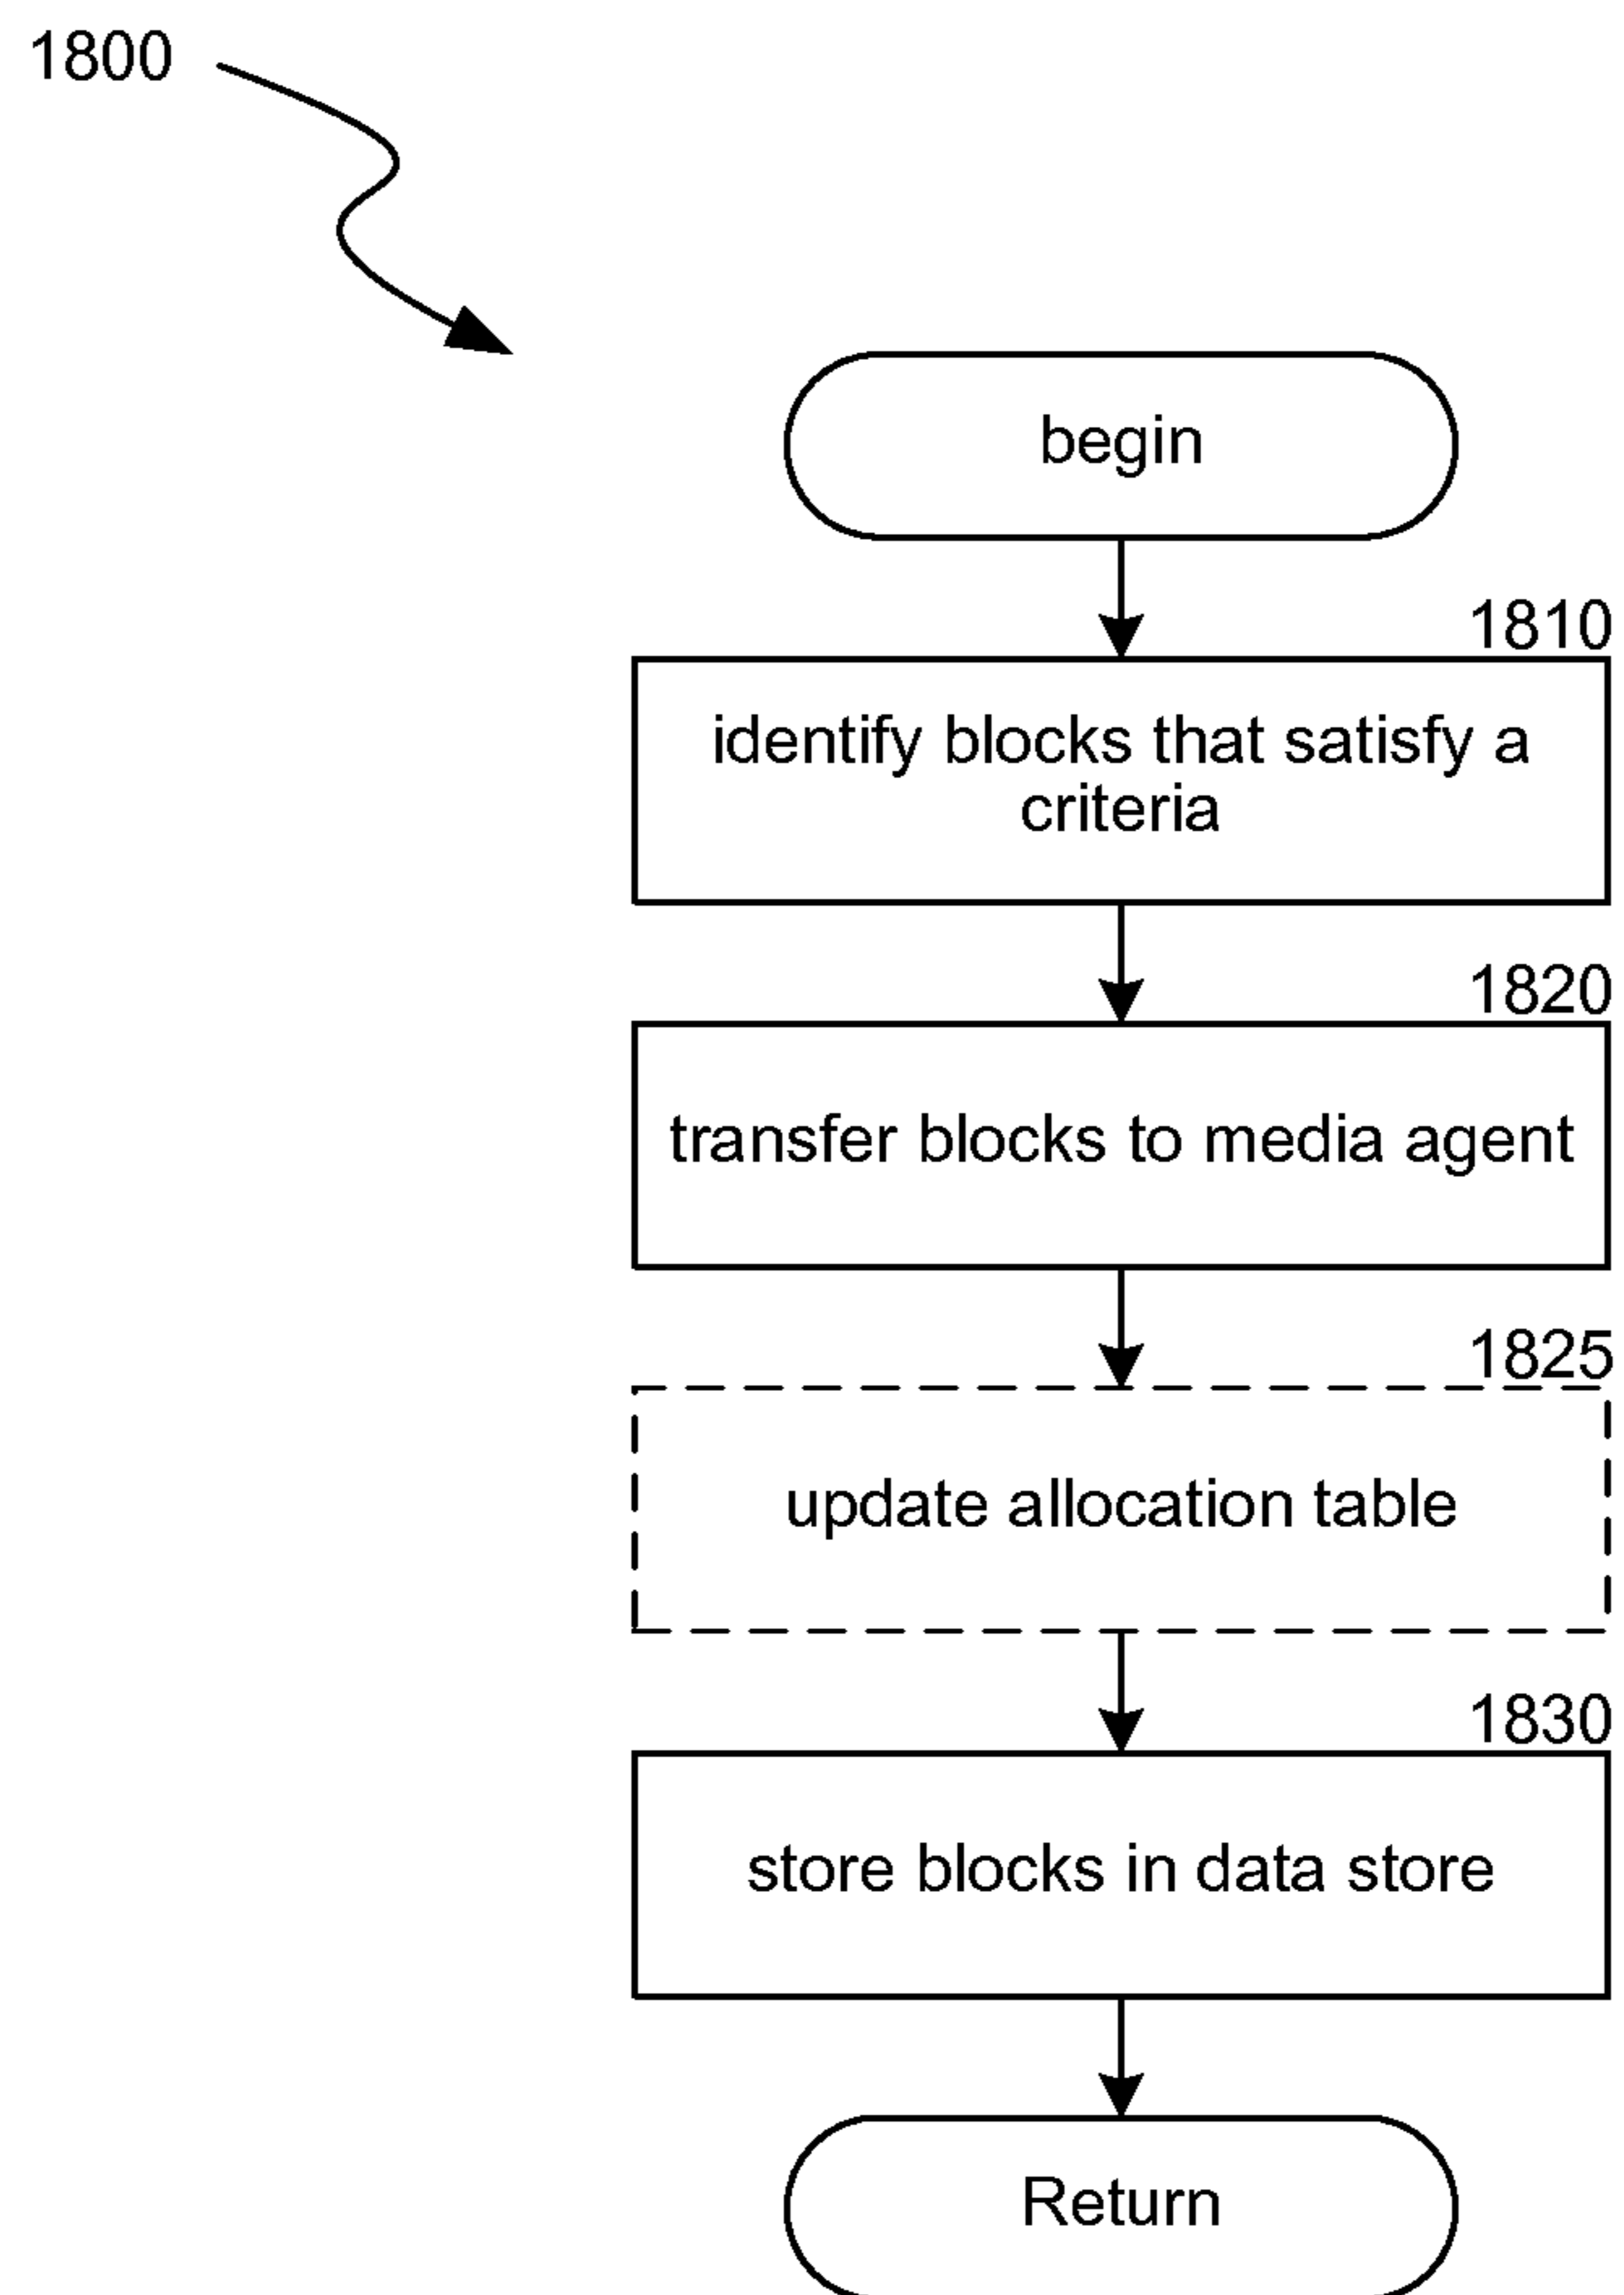 1800
begin
1810
identify blocks that satisfy a
criteria
1820
transfer blocks to media agent
1825
update allocation table
1830
store blocks in data store
Return